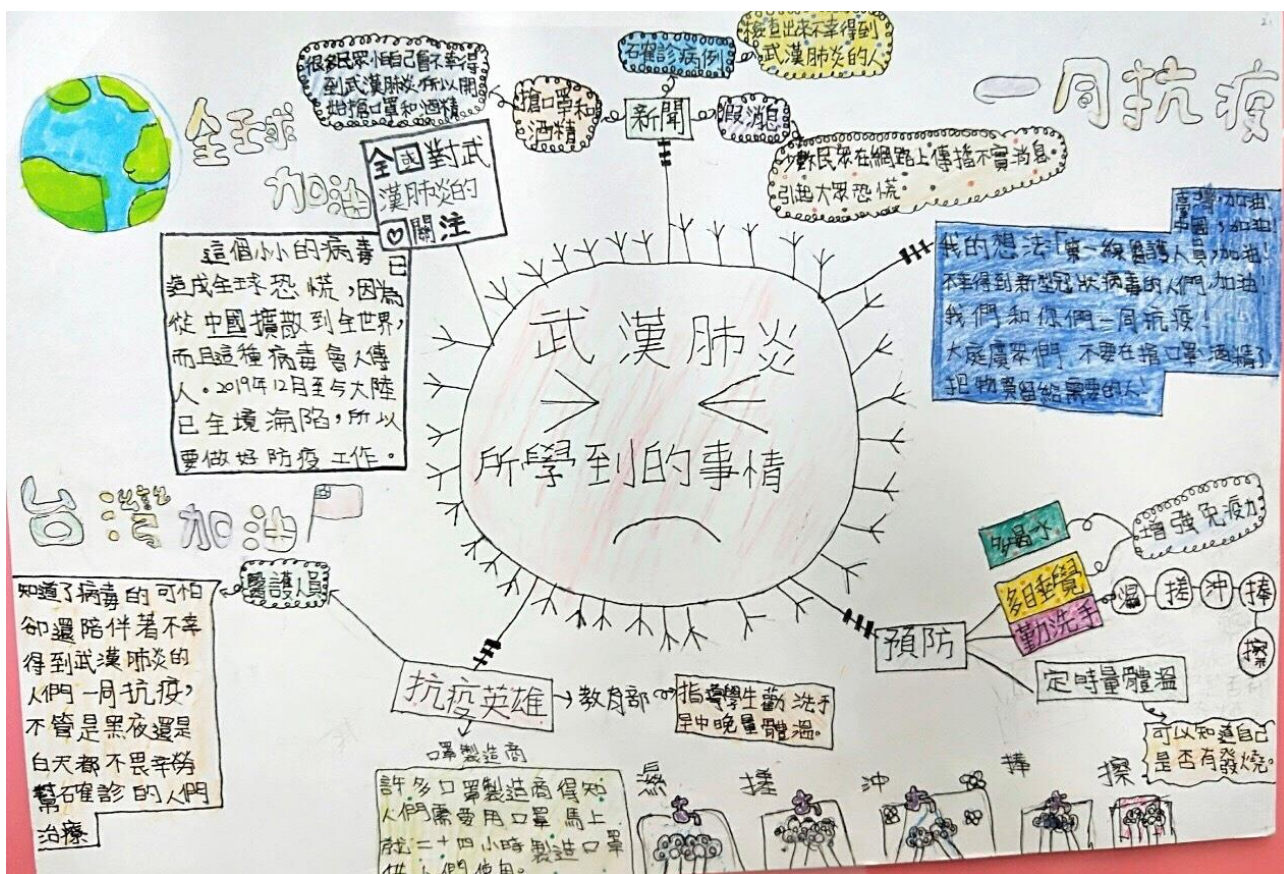 一同抗疫
全球
加油
全國對武
漢肺炎的
關注
這個小小的病毒已
造成全球恐慌,因為
從中國擴散到全世界,
而且這種病毒會人傳
人。2019年12月至今大陸
已全境淪陷,所以
要做好防疫工作。
新聞
搶口罩和
酒精
很多民眾怕自己會不幸得
到武漢肺炎所以開
始搶口罩和酒精
確診病例
檢查出來不幸得到
武漢肺炎的人
假消息
少數民眾在網路上傳播不實消息
引起大眾恐慌
臺灣,加油!
中國,加油!
我的想法「第一線醫護人員,加油!
不幸得到新型冠狀病毒的人們,加油!
我們和你們一同抗疫!
大庭廣眾們 不要在搶口罩 酒精了
把物資留給需要的人!
武漢肺炎
所學到的事情
台灣加油
醫護人員
知道了病毒的可怕
卻還陪伴著不幸
得到武漢肺炎的
人們一同抗疫,
不管是黑夜還是
白天都不畏辛勞
幫確診的人們
治療
抗疫英雄
教育部
指導學生勤洗手
早中晚量體溫。
口罩製造商
許多口罩製造商得知
人們需要用口罩 馬上
就二十四小時製造口罩
供人們使用。
預防
多喝水
多睡覺
增強免疫力
勤洗手
濕 搓 沖 捧
擦
定時量體溫
可以知道自己
是否有發燒。
濕 搓 沖 捧 擦